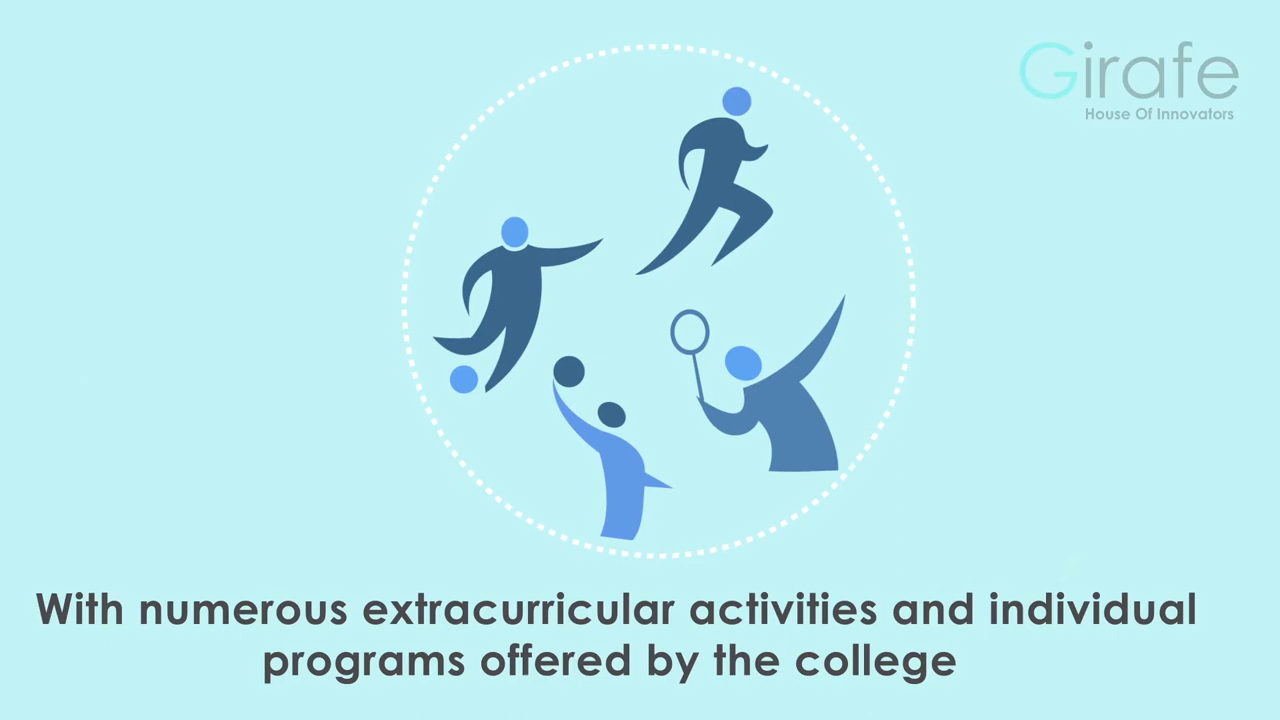 Girafe
House Of Innovators
With numerous extracurricular activities and individual
programs offered by the college